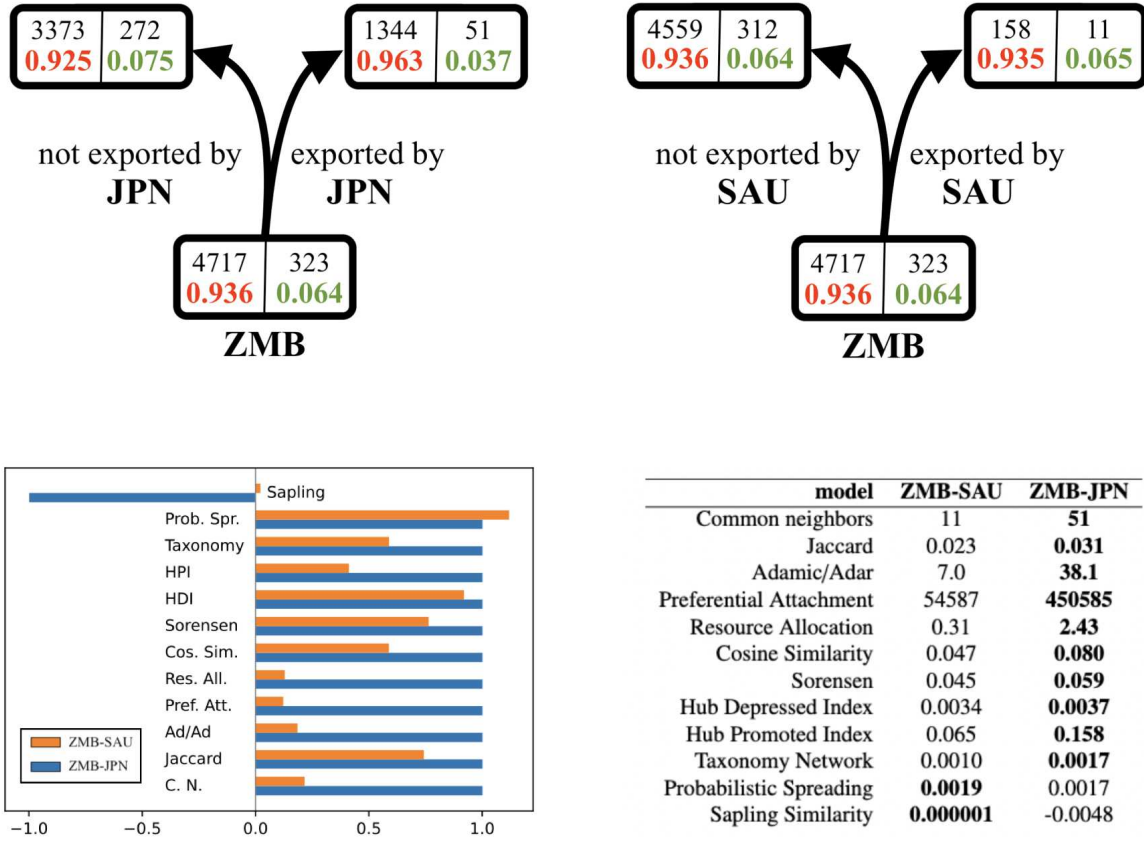 3373 272
0.925 0.075
1344 51
0.963 0.037
not exported by
JPN
exported by
JPN
4717 323
0.936 0.064
ZMB
4559 312
0.936 0.064
158 11
0.935 0.065
not exported by
SAU
exported by
SAU
4717 323
0.936 0.064
ZMB
Sapling
Prob. Spr.
Taxonomy
HPI
HDI
Sorensen
Cos. Sim.
Res. All.
Pref. Att.
Ad/Ad
Jaccard
C. N.
ZMB-SAU
ZMB-JPN
−1.0 −0.5 0.0 0.5 1.0
model ZMB-SAU ZMB-JPN
Common neighbors 11 51
Jaccard 0.023 0.031
Adamic/Adar 7.0 38.1
Preferential Attachment 54587 450585
Resource Allocation 0.31 2.43
Cosine Similarity 0.047 0.080
Sorensen 0.045 0.059
Hub Depressed Index 0.0034 0.0037
Hub Promoted Index 0.065 0.158
Taxonomy Network 0.0010 0.0017
Probabilistic Spreading 0.0019 0.0017
Sapling Similarity 0.000001 -0.0048